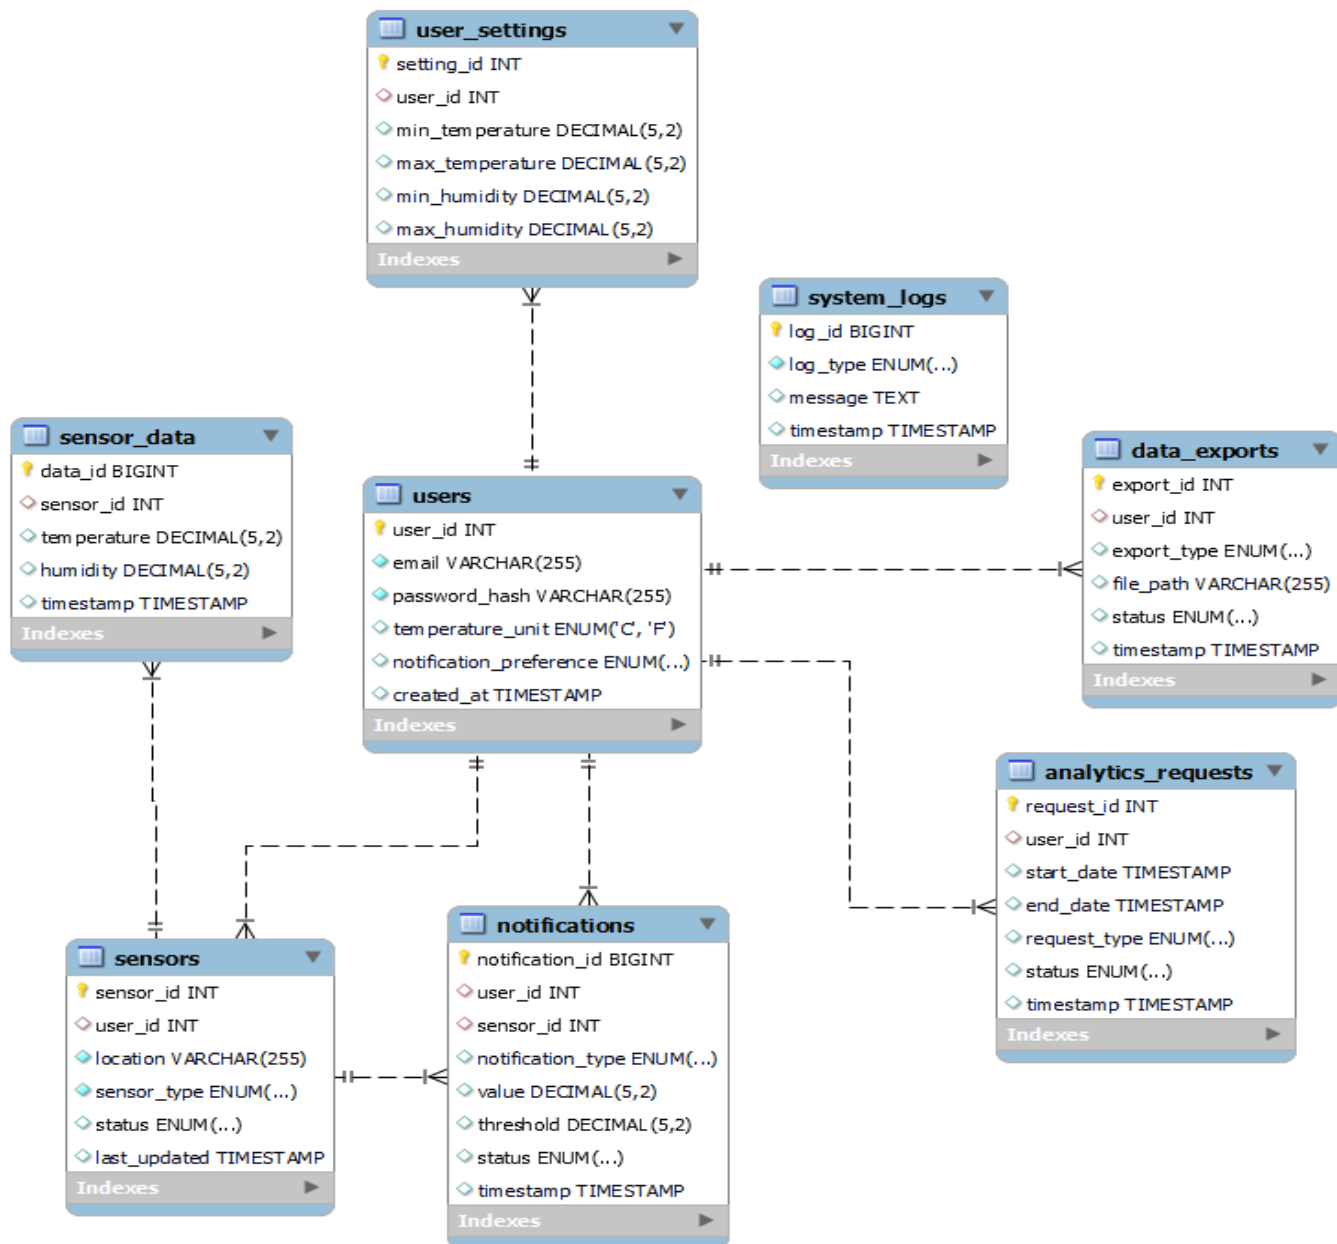 user_settings
setting_id INT
user_id INT
min_temperature DECIMAL(5,2)
max_temperature DECIMAL(5,2)
min_humidity DECIMAL(5,2)
max_humidity DECIMAL(5,2)
Indexes
system_logs
log_id BIGINT
log_type ENUM(...)
message TEXT
timestamp TIMESTAMP
Indexes
sensor_data
data_id BIGINT
sensor_id INT
temperature DECIMAL(5,2)
humidity DECIMAL(5,2)
timestamp TIMESTAMP
Indexes
users
user_id INT
email VARCHAR(255)
password_hash VARCHAR(255)
temperature_unit ENUM('C', 'F')
notification_preference ENUM(...)
created_at TIMESTAMP
Indexes
data_exports
export_id INT
user_id INT
export_type ENUM(...)
file_path VARCHAR(255)
status ENUM(...)
timestamp TIMESTAMP
Indexes
analytics_requests
request_id INT
user_id INT
start_date TIMESTAMP
end_date TIMESTAMP
request_type ENUM(...)
status ENUM(...)
timestamp TIMESTAMP
Indexes
sensors
sensor_id INT
user_id INT
location VARCHAR(255)
sensor_type ENUM(...)
status ENUM(...)
last_updated TIMESTAMP
Indexes
notifications
notification_id BIGINT
user_id INT
sensor_id INT
notification_type ENUM(...)
value DECIMAL(5,2)
threshold DECIMAL(5,2)
status ENUM(...)
timestamp TIMESTAMP
Indexes